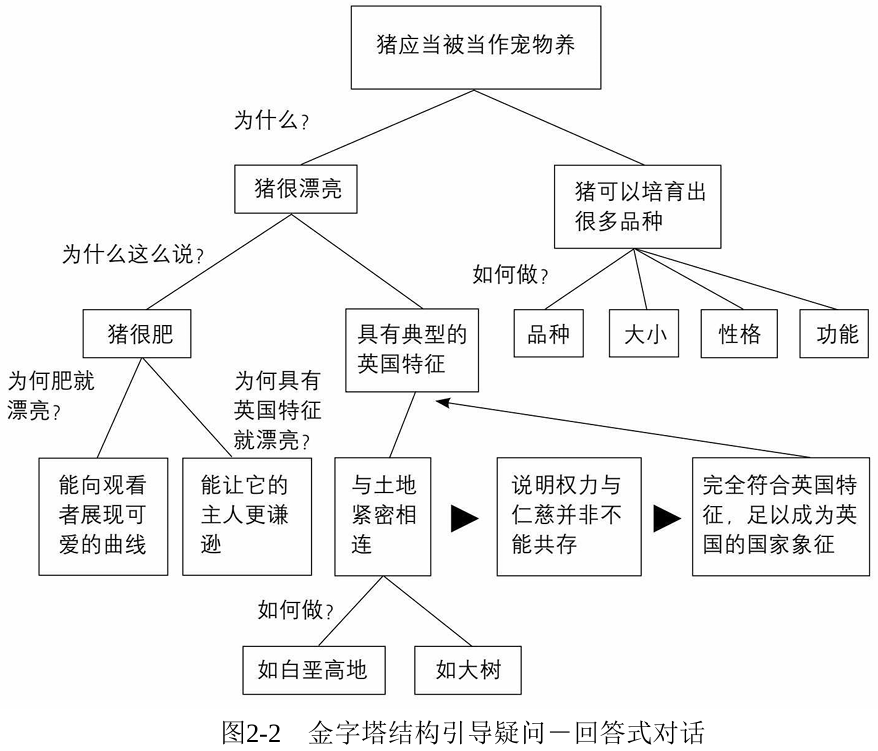 猪应当被当作宠物养
为什么?
猪很漂亮
猪可以培育出
很多品种
为什么这么说?
如何做?
猪很肥
具有典型的
英国特征
品种
大小
性格
功能
为何肥就
漂亮?
为何具有
英国特征
就漂亮?
能向观看
者展现可
爱的曲线
能让它的
主人更谦
逊
与土地
紧密相
连
说明权力与
仁慈并非不
能共存
完全符合英国特
征，足以成为英
国的国家象征
如何做?
如白垩高地
如大树
图2-2 金字塔结构引导疑问－回答式对话